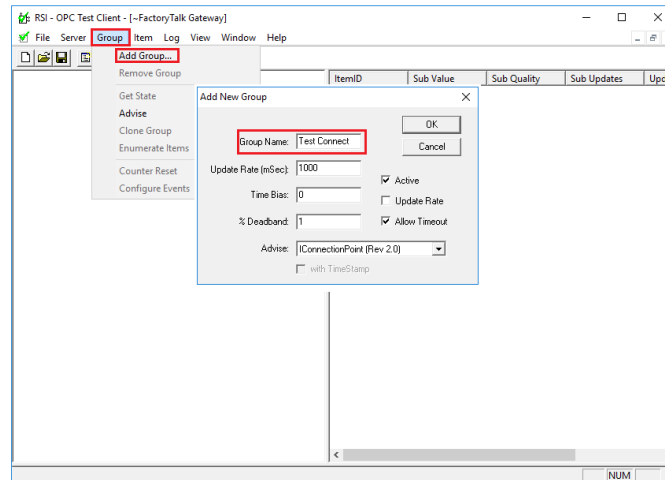 RSI - OPC Test Client - [~FactoryTalk Gateway]
File Server Group Item Log View Window Help
Add Group...
Remove Group
Get State
Advise
Clone Group
Enumerate Items
Counter Reset
Configure Events
ItemID Sub Value Sub Quality Sub Updates Upd
Add New Group
Group Name: Test Connect
OK
Cancel
Update Rate (mSec): 1000
Active
Time Bias: 0
Update Rate
% Deadband: 1
Allow Timeout
Advise: IConnectionPoint (Rev 2.0)
with TimeStamp
NUM